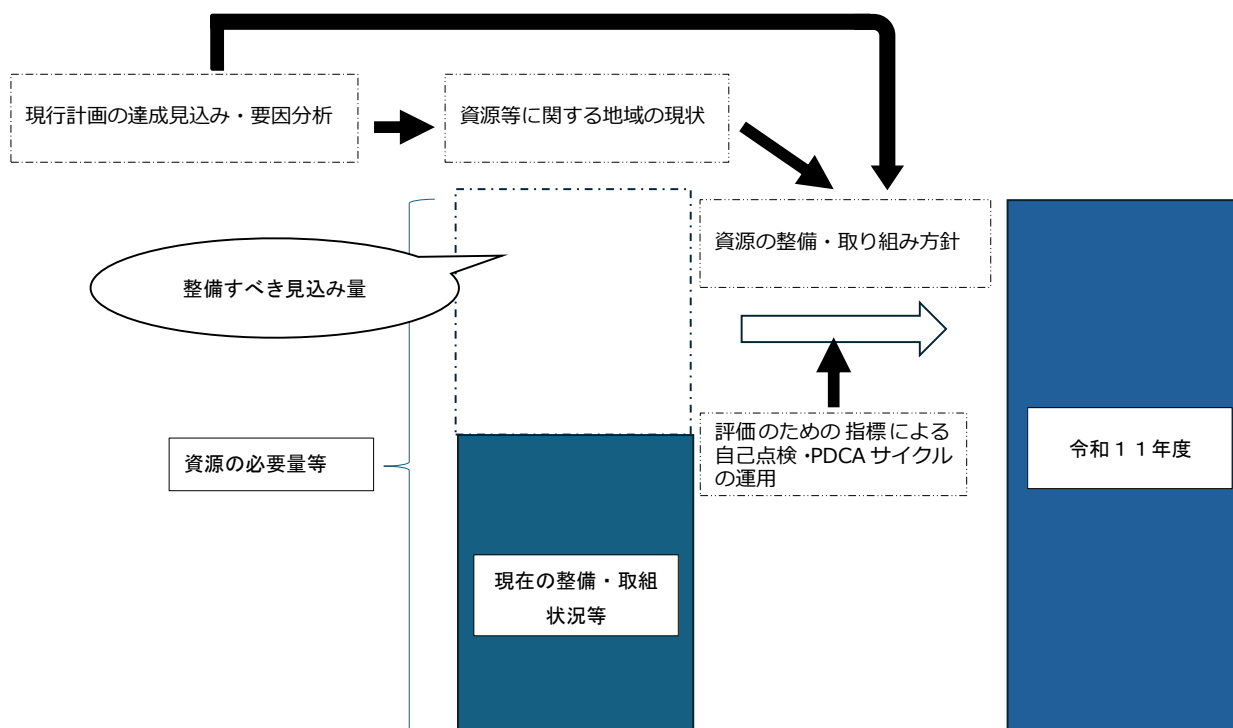 現行計画の達成見込み・要因分析
資源等に関する地域の現状
資源の整備・取り組み方針
整備すべき見込み量
評価のための指標による
自己点検・PDCAサイクル
の運用
令和１１年度
資源の必要量等
現在の整備・取組
状況等